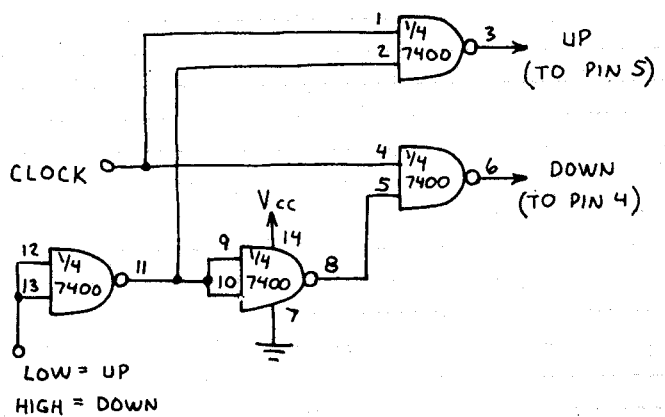 1
1/4
7400
2
3
UP
(TO PIN 5)
CLOCK
4
1/4
7400
5
6
DOWN
(TO PIN 4)
Vcc
14
12
1/4
7400
13
11
9
1/4
7400
10
8
7
LOW = UP
HIGH = DOWN